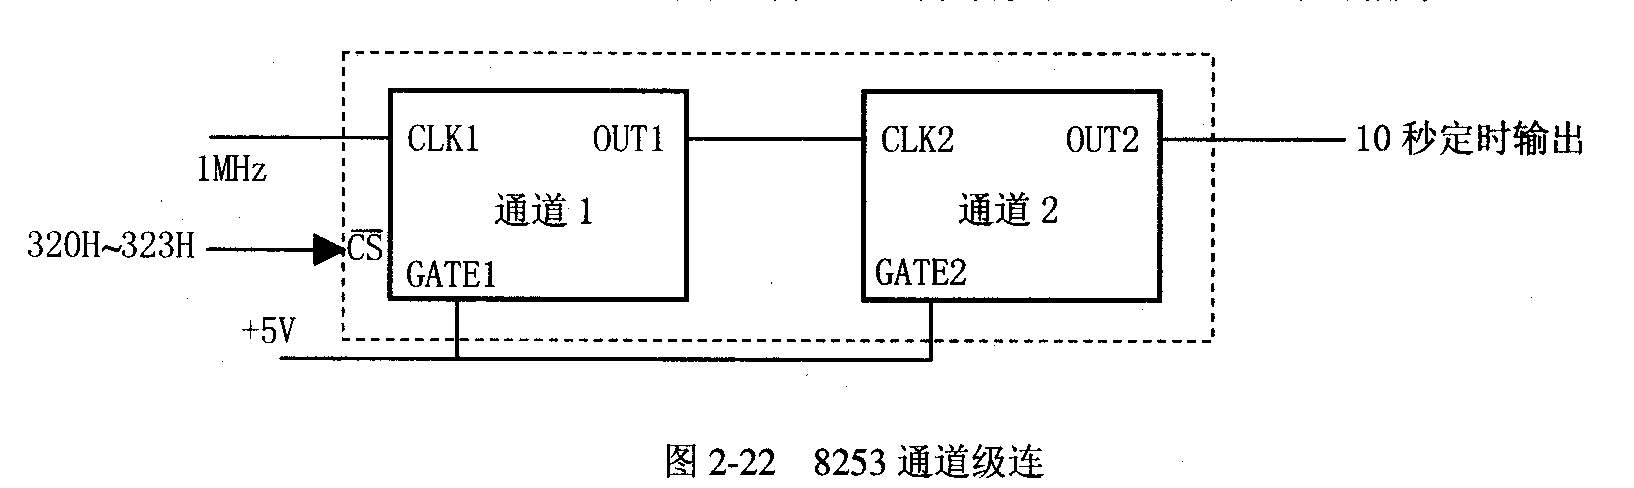 CLK1 OUT1 CLK2 OUT2 10 秒定时输出
1MHz
通道 1 通道 2
320H~323H C̅S̅
GATE1 GATE2
+5V
图 2-22 8253 通道级连